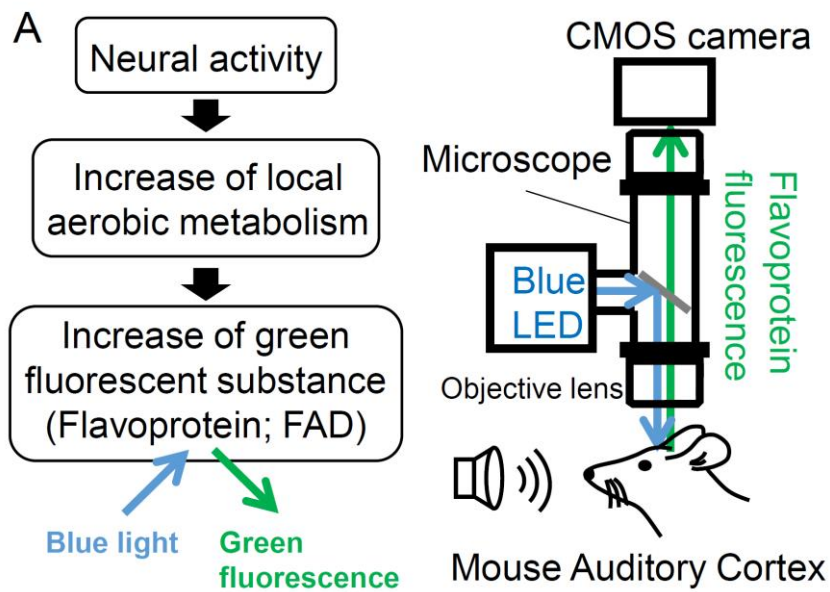 A
Neural activity
Increase of local
aerobic metabolism
Increase of green
fluorescent substance
(Flavoprotein; FAD)
Blue light
Green
fluorescence
CMOS camera
Microscope
Flavoprotein
fluorescence
Blue
LED
Objective lens
Mouse Auditory Cortex